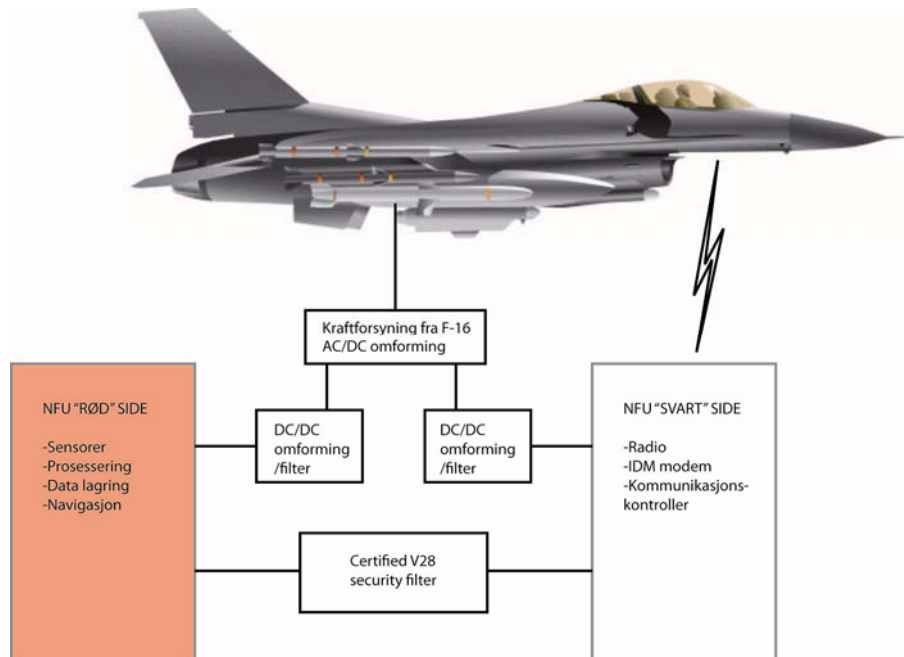 Kraftforsyning fra F-16
AC/DC omforming
NFU "RØD" SIDE
-Sensorer
-Prosessering
-Data lagring
-Navigasjon
DC/DC
omforming
/filter
DC/DC
omforming
/filter
NFU "SVART" SIDE
-Radio
-IDM modem
-Kommunikasjons-
kontroller
Certified V28
security filter